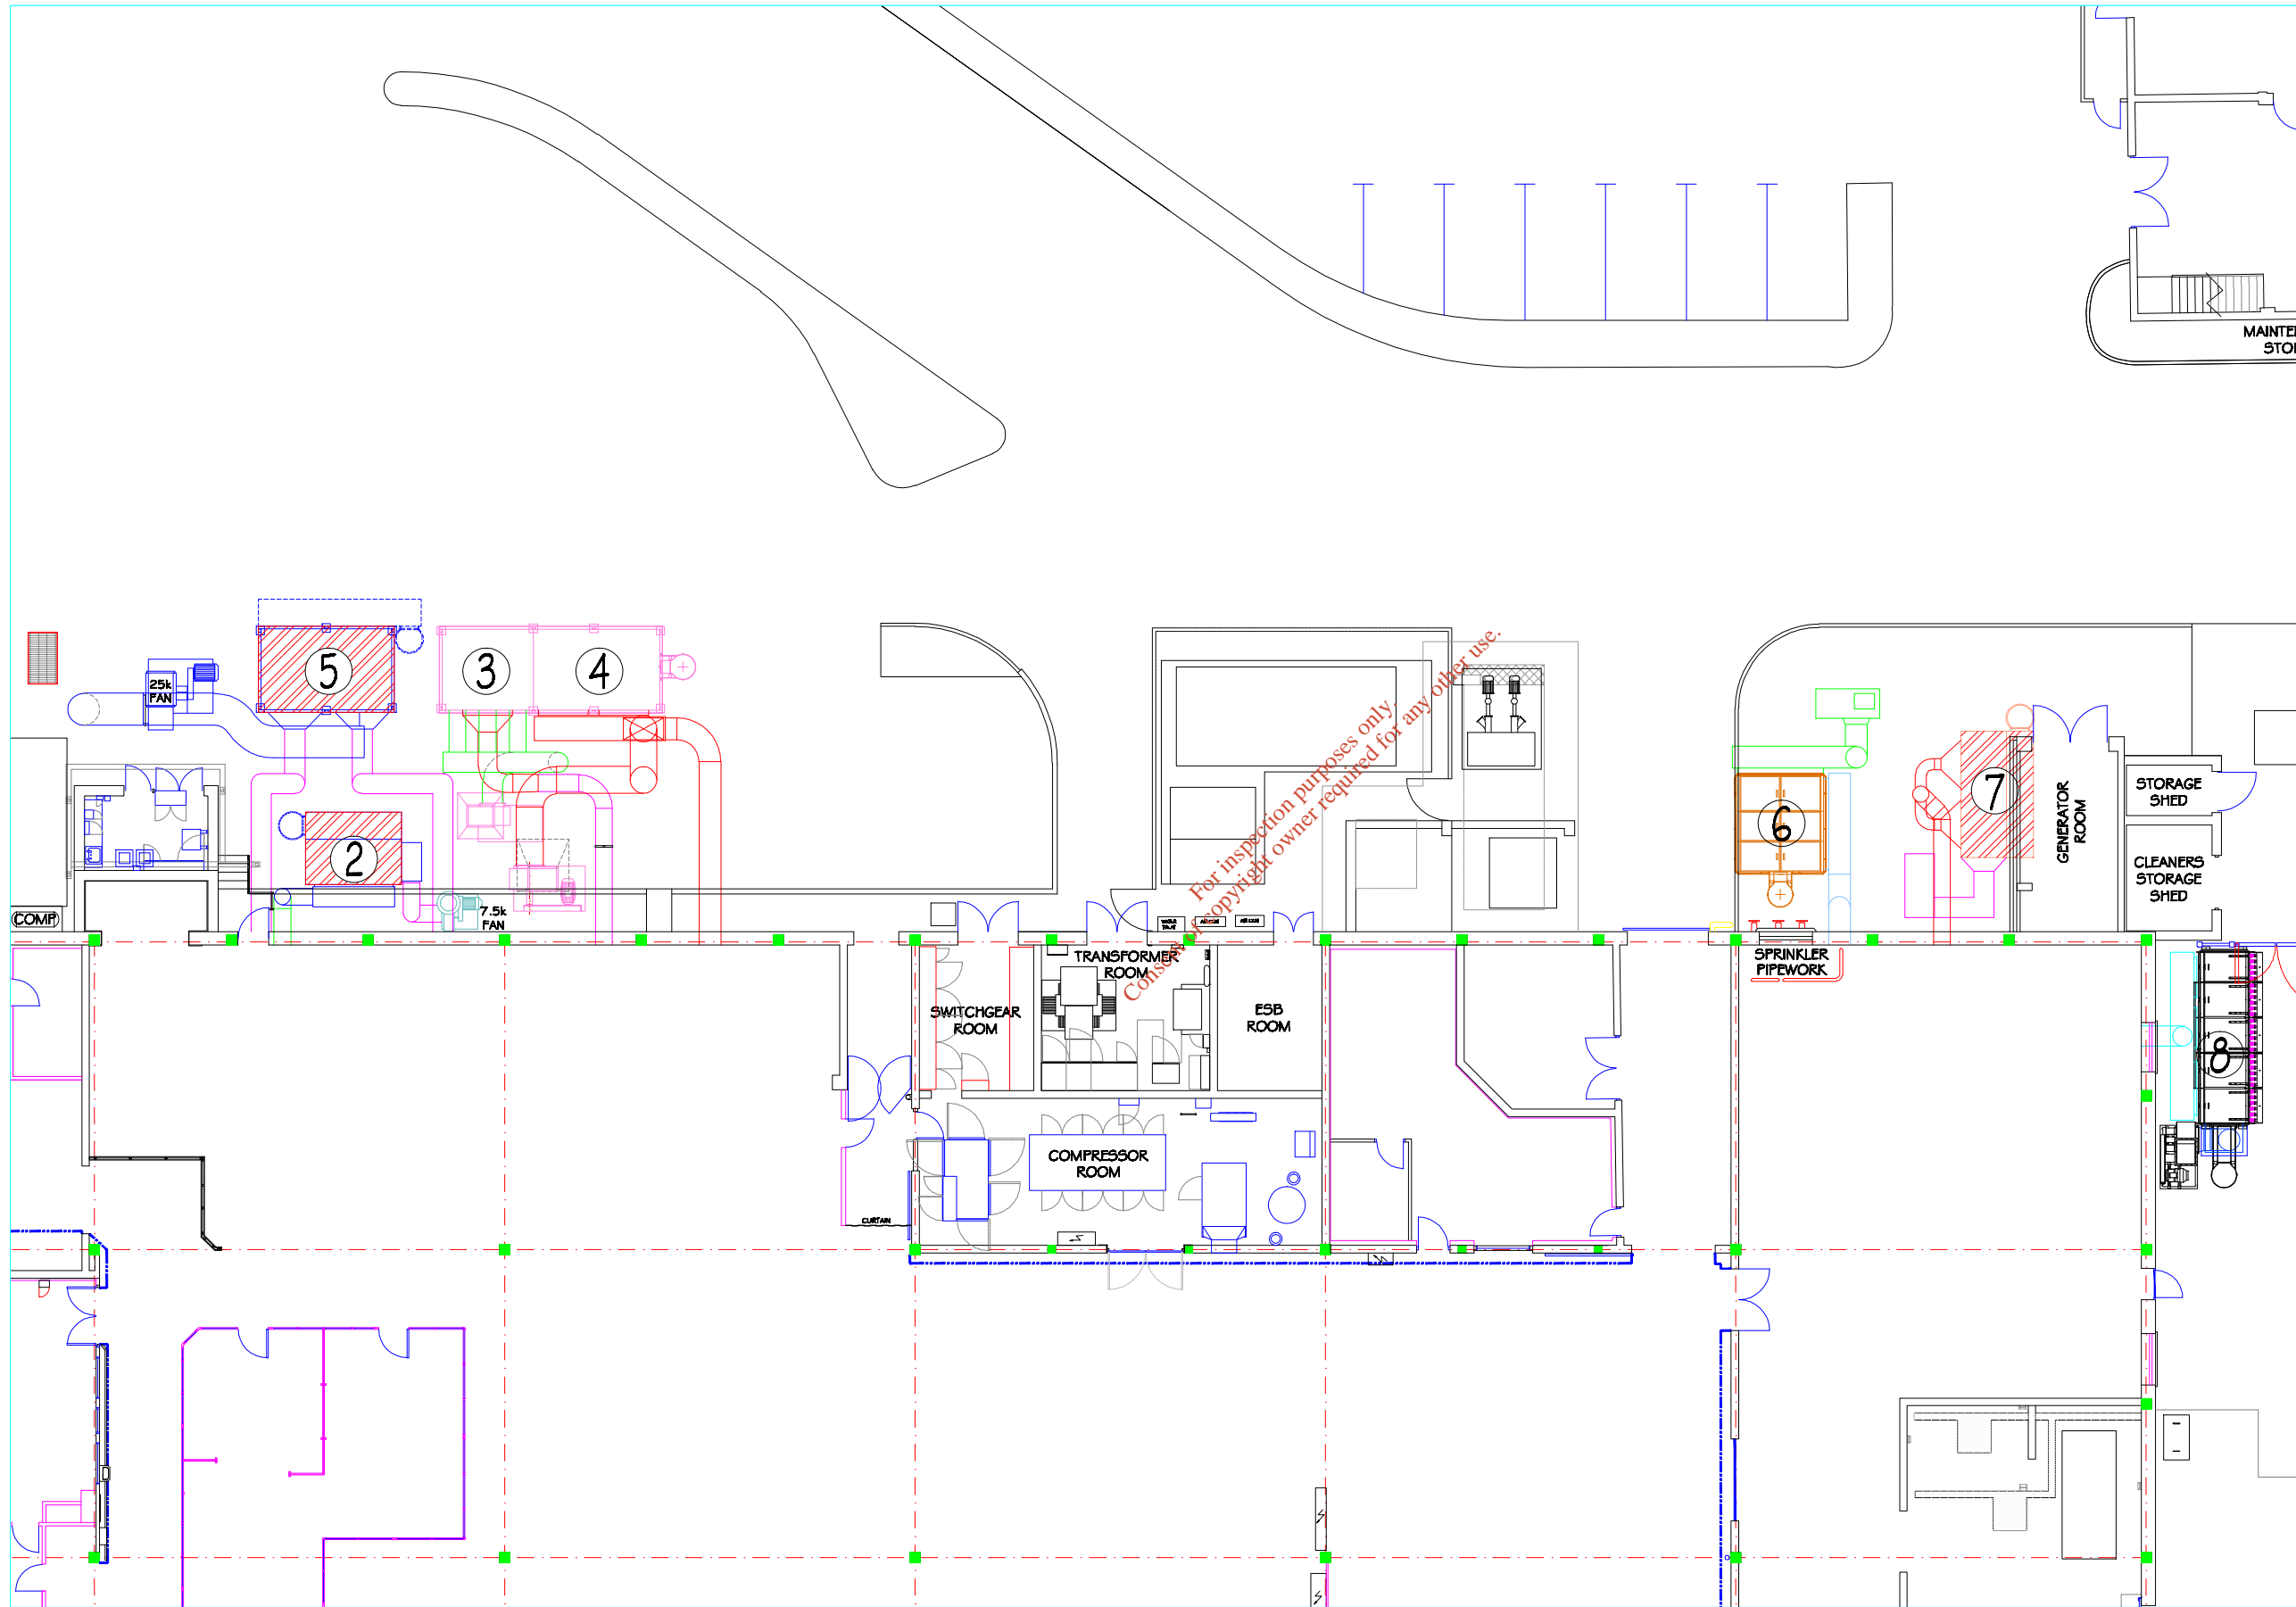 MAINTE
STO
5
3
4
25k
FAN
2
7.5k
FAN
COMP
6
7
GENERATOR
ROOM
STORAGE
SHED
CLEANERS
STORAGE
SHED
For inspection purposes only.
Consent of copyright owner required for any other use.
SPRINKLER
PIPEWORK
TRANSFORMER
ROOM
SWITCHGEAR
ROOM
ESB
ROOM
8
COMPRESSOR
ROOM
CURTAIN